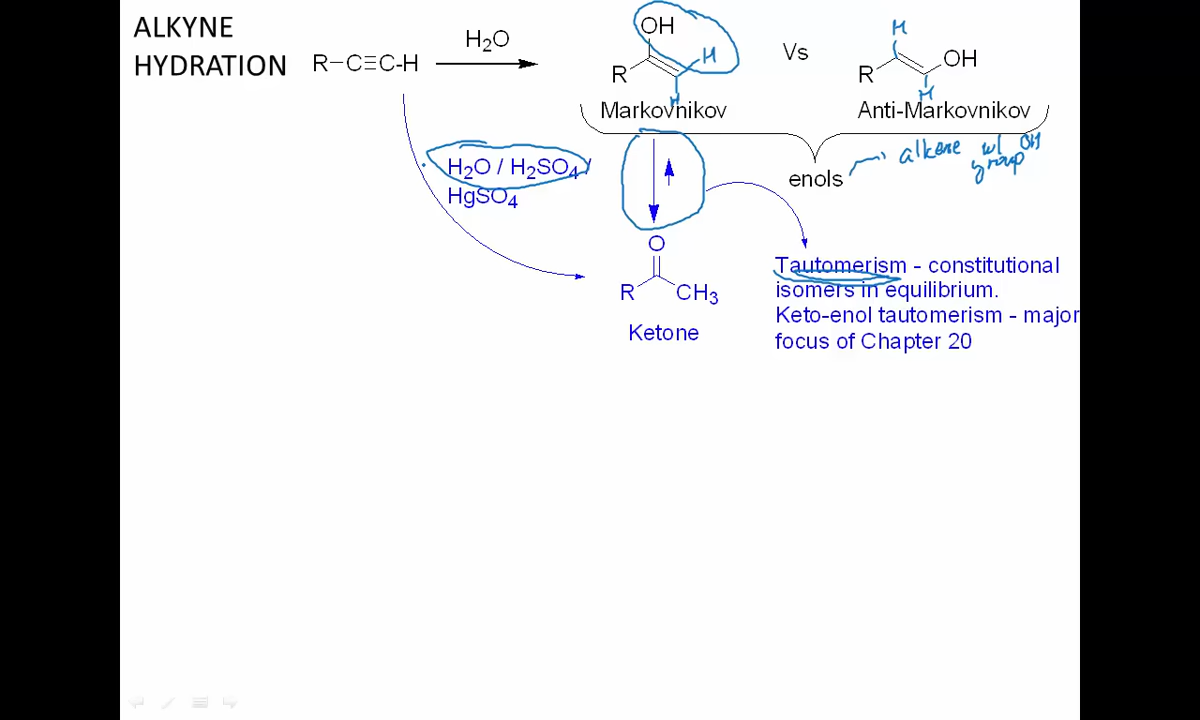 ALKYNE
HYDRATION
R–C≡C-H
H₂O
OH
H
R
H
Markovnikov
Vs
H
OH
R
H
Anti-Markovnikov
enols
alkene w/ OH
group
H₂O / H₂SO₄
HgSO₄
O
R
CH₃
Ketone
Tautomerism - constitutional
isomers in equilibrium.
Keto-enol tautomerism - major
focus of Chapter 20